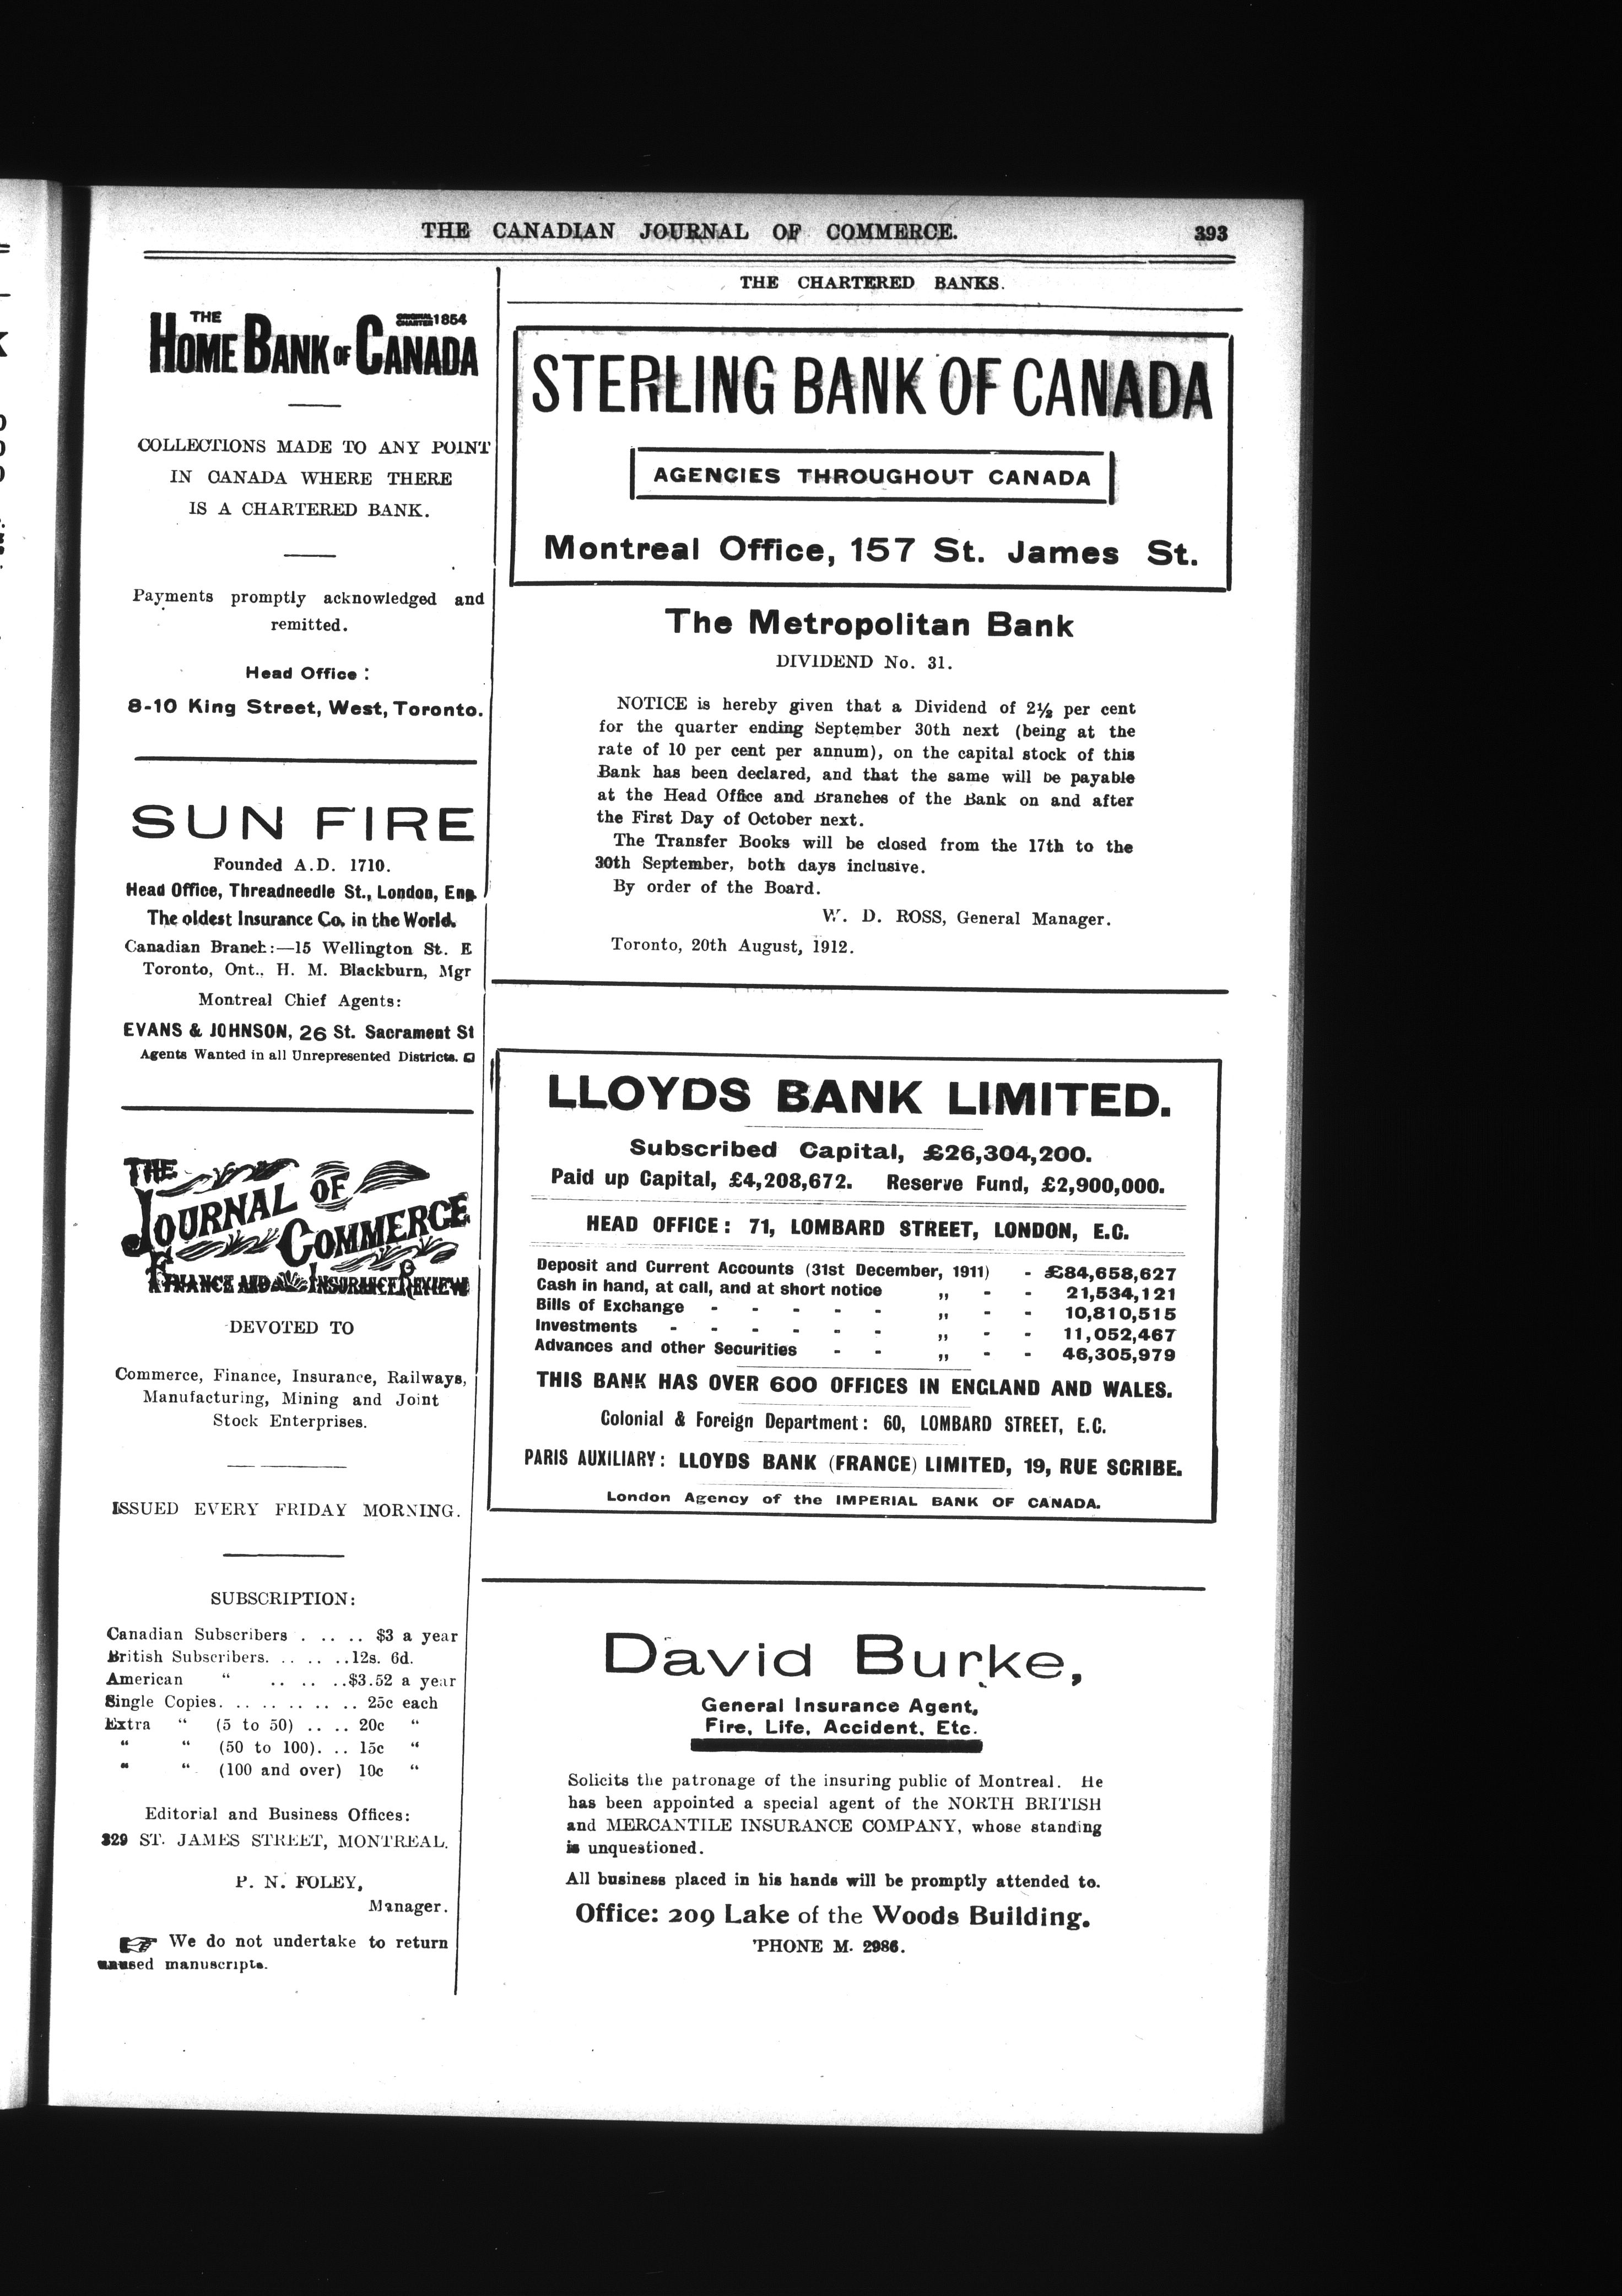 THE CANADIAN JOURNAL OF COMMERCE. 393
THE ORIGINAL CHARTER 1854
HOME BANK OF CANADA
COLLECTIONS MADE TO ANY POINT
IN CANADA WHERE THERE
IS A CHARTERED BANK.
Payments promptly acknowledged and
remitted.
Head Office:
8-10 King Street, West, Toronto.
SUN FIRE
Founded A.D. 1710.
Head Office, Threadneedle St., London, Eng.
The oldest Insurance Co. in the World.
Canadian Branch:—15 Wellington St. E
Toronto, Ont., H. M. Blackburn, Mgr
Montreal Chief Agents:
EVANS & JOHNSON, 26 St. Sacrament St
Agents Wanted in all Unrepresented Districts.
THE
JOURNAL OF
COMMERCE
FINANCE AND INSURANCE REVIEW
DEVOTED TO
Commerce, Finance, Insurance, Railways,
Manufacturing, Mining and Joint
Stock Enterprises.
ISSUED EVERY FRIDAY MORNING.
SUBSCRIPTION:
Canadian Subscribers . .. .. $3 a year
British Subscribers. .. .. ..12s. 6d.
American " .. .. ..$3.52 a year
Single Copies. .. .. .. .. .. 25c each
Extra " (5 to 50) .. .. 20c "
" " (50 to 100). .. 15c "
" " (100 and over) 10c "
Editorial and Business Offices:
329 ST. JAMES STREET, MONTREAL.
P. N. FOLEY,
Manager.
☞ We do not undertake to return
unused manuscripts.
THE CHARTERED BANKS.
STERLING BANK OF CANADA
AGENCIES THROUGHOUT CANADA
Montreal Office, 157 St. James St.
The Metropolitan Bank
DIVIDEND No. 31.
NOTICE is hereby given that a Dividend of 2½ per cent
for the quarter ending September 30th next (being at the
rate of 10 per cent per annum), on the capital stock of this
Bank has been declared, and that the same will be payable
at the Head Office and Branches of the Bank on and after
the First Day of October next.
The Transfer Books will be closed from the 17th to the
30th September, both days inclusive.
By order of the Board.
W. D. ROSS, General Manager.
Toronto, 20th August, 1912.
LLOYDS BANK LIMITED.
Subscribed Capital, £26,304,200.
Paid up Capital, £4,208,672. Reserve Fund, £2,900,000.
HEAD OFFICE: 71, LOMBARD STREET, LONDON, E.C.
Deposit and Current Accounts (31st December, 1911) - £84,658,627
Cash in hand, at call, and at short notice ,, - - 21,534,121
Bills of Exchange - - - - - ,, - - 10,810,515
Investments - - - - - - ,, - - 11,052,467
Advances and other Securities - - ,, - - 46,305,979
THIS BANK HAS OVER 600 OFFICES IN ENGLAND AND WALES.
Colonial & Foreign Department: 60, LOMBARD STREET, E.C.
PARIS AUXILIARY: LLOYDS BANK (FRANCE) LIMITED, 19, RUE SCRIBE.
London Agency of the IMPERIAL BANK OF CANADA.
David Burke,
General Insurance Agent,
Fire, Life, Accident, Etc.
Solicits the patronage of the insuring public of Montreal. He
has been appointed a special agent of the NORTH BRITISH
and MERCANTILE INSURANCE COMPANY, whose standing
is unquestioned.
All business placed in his hands will be promptly attended to.
Office: 209 Lake of the Woods Building.
'PHONE M. 2986.